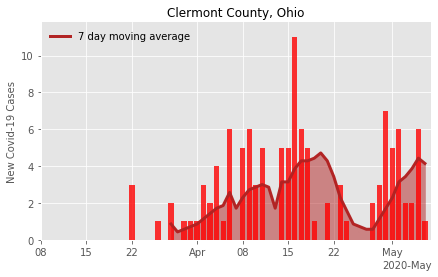 Clermont County, Ohio
7 day moving average
New Covid-19 Cases
10
8
6
4
2
0
08 15 22 Apr 08 15 22 May
2020-May